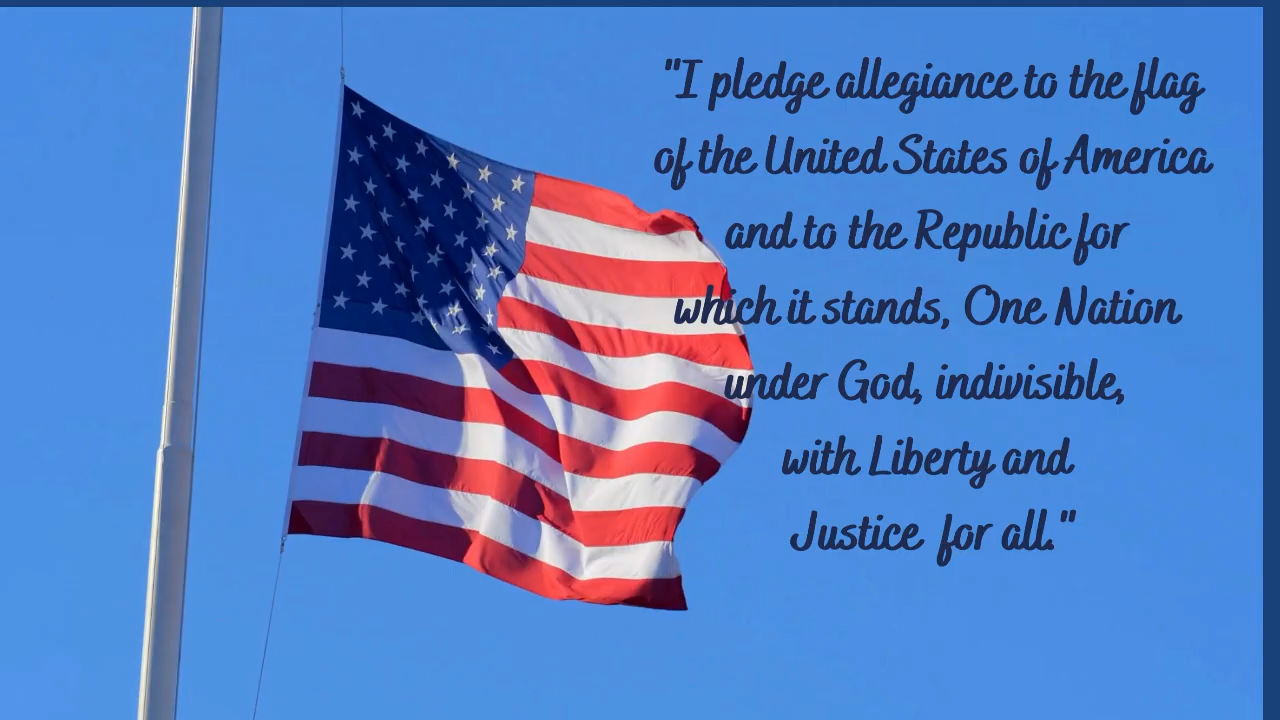 "I pledge allegiance to the flag
of the United States of America
and to the Republic for
which it stands, One Nation
under God, indivisible,
with Liberty and
Justice for all."